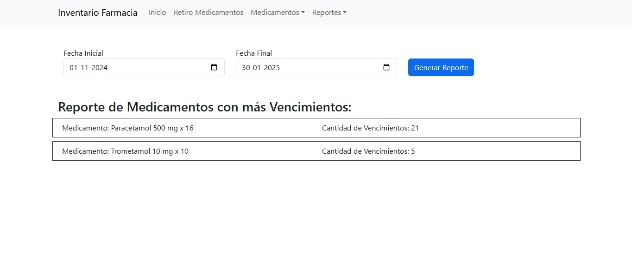 Inventario Farmacia Inicio Retiro Medicamentos Medicamentos Reportes
Fecha Inicial Fecha Final
01-11-2024 30-01-2025 Generar Reporte
Reporte de Medicamentos con más Vencimientos:
Medicamento: Paracetamol 500 mg x 16 Cantidad de Vencimientos: 21
Medicamento: Trometamol 10 mg x 10 Cantidad de Vencimientos: 5